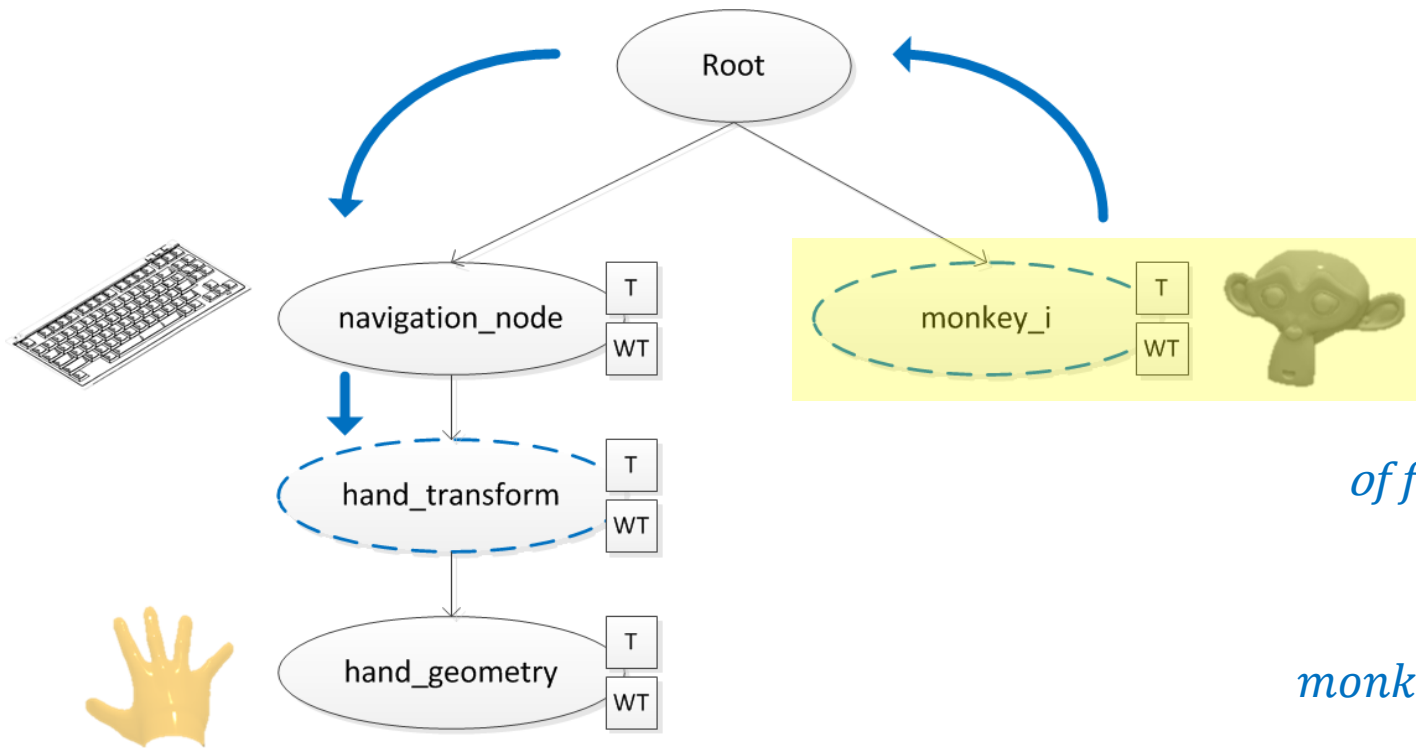 Root
navigation_node
T
WT
monkey_i
T
WT
hand_transform
T
WT
hand_geometry
T
WT